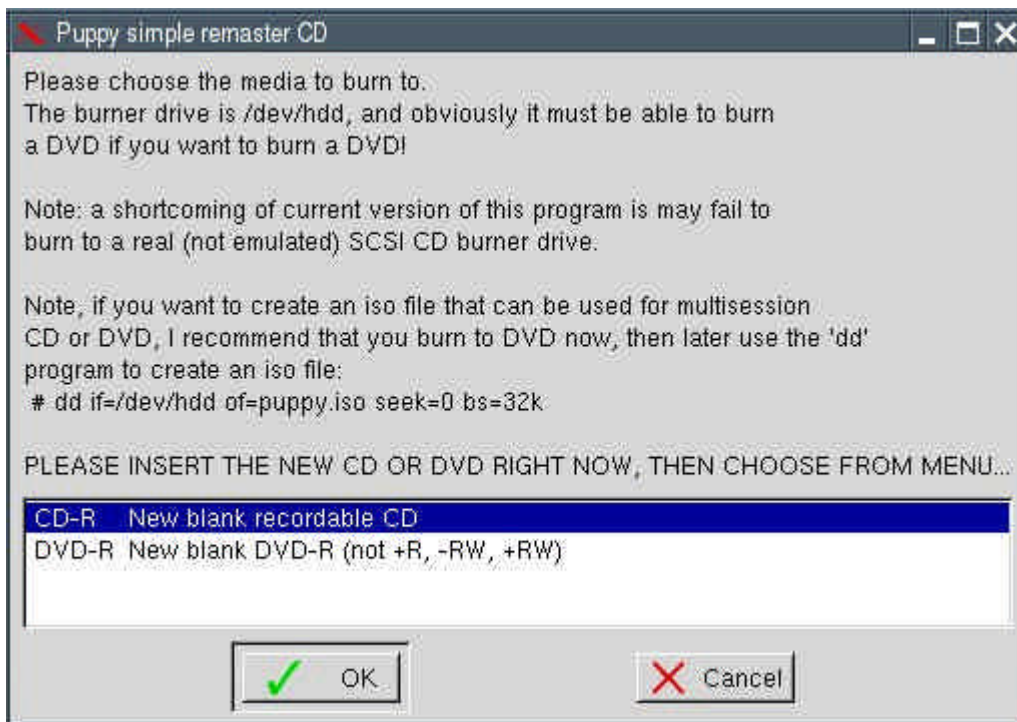 Puppy simple remaster CD
Please choose the media to burn to.
The burner drive is /dev/hdd, and obviously it must be able to burn
a DVD if you want to burn a DVD!
Note: a shortcoming of current version of this program is may fail to
burn to a real (not emulated) SCSI CD burner drive.
Note, if you want to create an iso file that can be used for multisession
CD or DVD, I recommend that you burn to DVD now, then later use the 'dd'
program to create an iso file:
# dd if=/dev/hdd of=puppy.iso seek=0 bs=32k
PLEASE INSERT THE NEW CD OR DVD RIGHT NOW, THEN CHOOSE FROM MENU...
CD-R New blank recordable CD
DVD-R New blank DVD-R (not +R, -RW, +RW)
OK Cancel